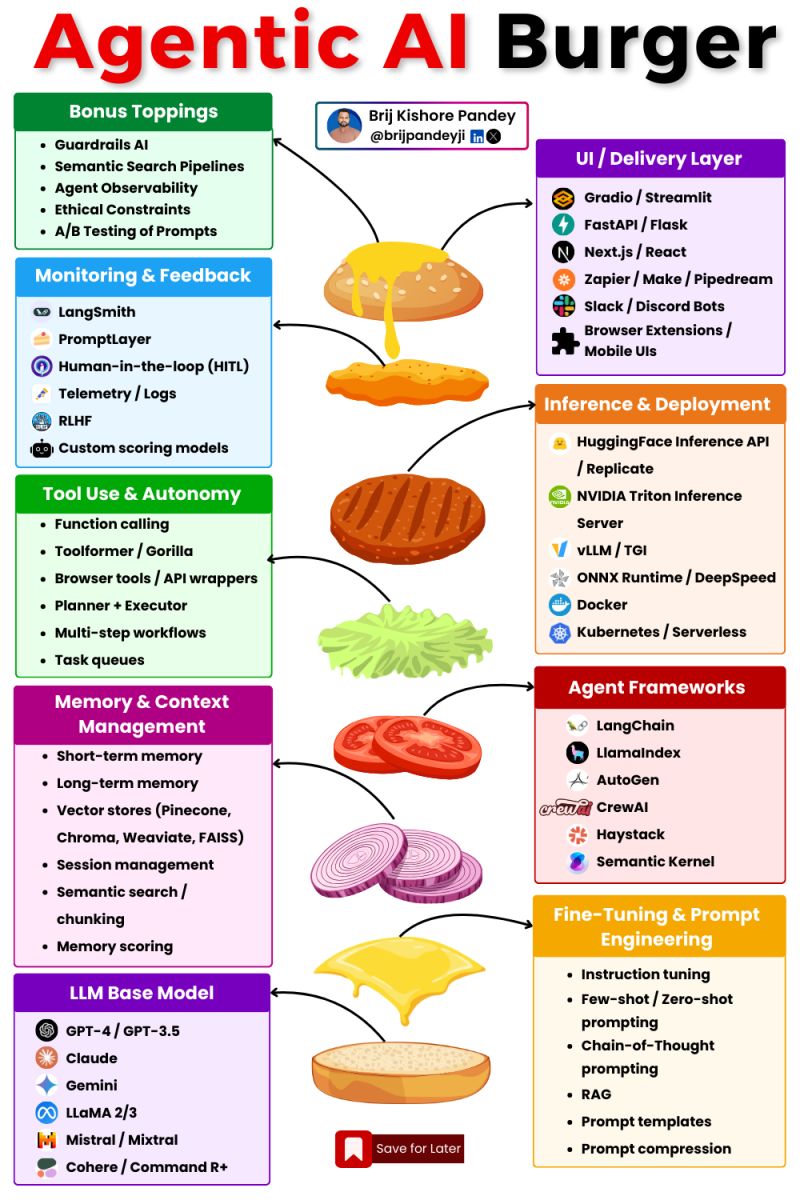 Agentic AI Burger
Brij Kishore Pandey
@brijpandeyji in X
Bonus Toppings
Guardrails AI
Semantic Search Pipelines
Agent Observability
Ethical Constraints
A/B Testing of Prompts
UI / Delivery Layer
Gradio / Streamlit
FastAPI / Flask
Next.js / React
Zapier / Make / Pipedream
Slack / Discord Bots
Browser Extensions /
Mobile UIs
Monitoring & Feedback
LangSmith
PromptLayer
Human-in-the-loop (HITL)
Telemetry / Logs
RLHF
Custom scoring models
Inference & Deployment
HuggingFace Inference API
/ Replicate
NVIDIA Triton Inference
Server
vLLM / TGI
ONNX Runtime / DeepSpeed
Docker
Kubernetes / Serverless
Tool Use & Autonomy
Function calling
Toolformer / Gorilla
Browser tools / API wrappers
Planner + Executor
Multi-step workflows
Task queues
Agent Frameworks
LangChain
LlamaIndex
AutoGen
crewai CrewAI
Haystack
Semantic Kernel
Memory & Context
Management
Short-term memory
Long-term memory
Vector stores (Pinecone,
Chroma, Weaviate, FAISS)
Session management
Semantic search /
chunking
Memory scoring
Fine-Tuning & Prompt
Engineering
Instruction tuning
Few-shot / Zero-shot
prompting
Chain-of-Thought
prompting
RAG
Prompt templates
Prompt compression
LLM Base Model
GPT-4 / GPT-3.5
Claude
Gemini
LLaMA 2/3
Mistral / Mixtral
Cohere / Command R+
Save for Later